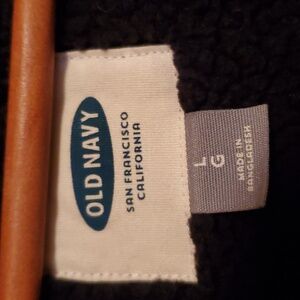 OLD NAVY
SAN FRANCISCO
CALIFORNIA
L
G
MADE IN
BANGLADESH